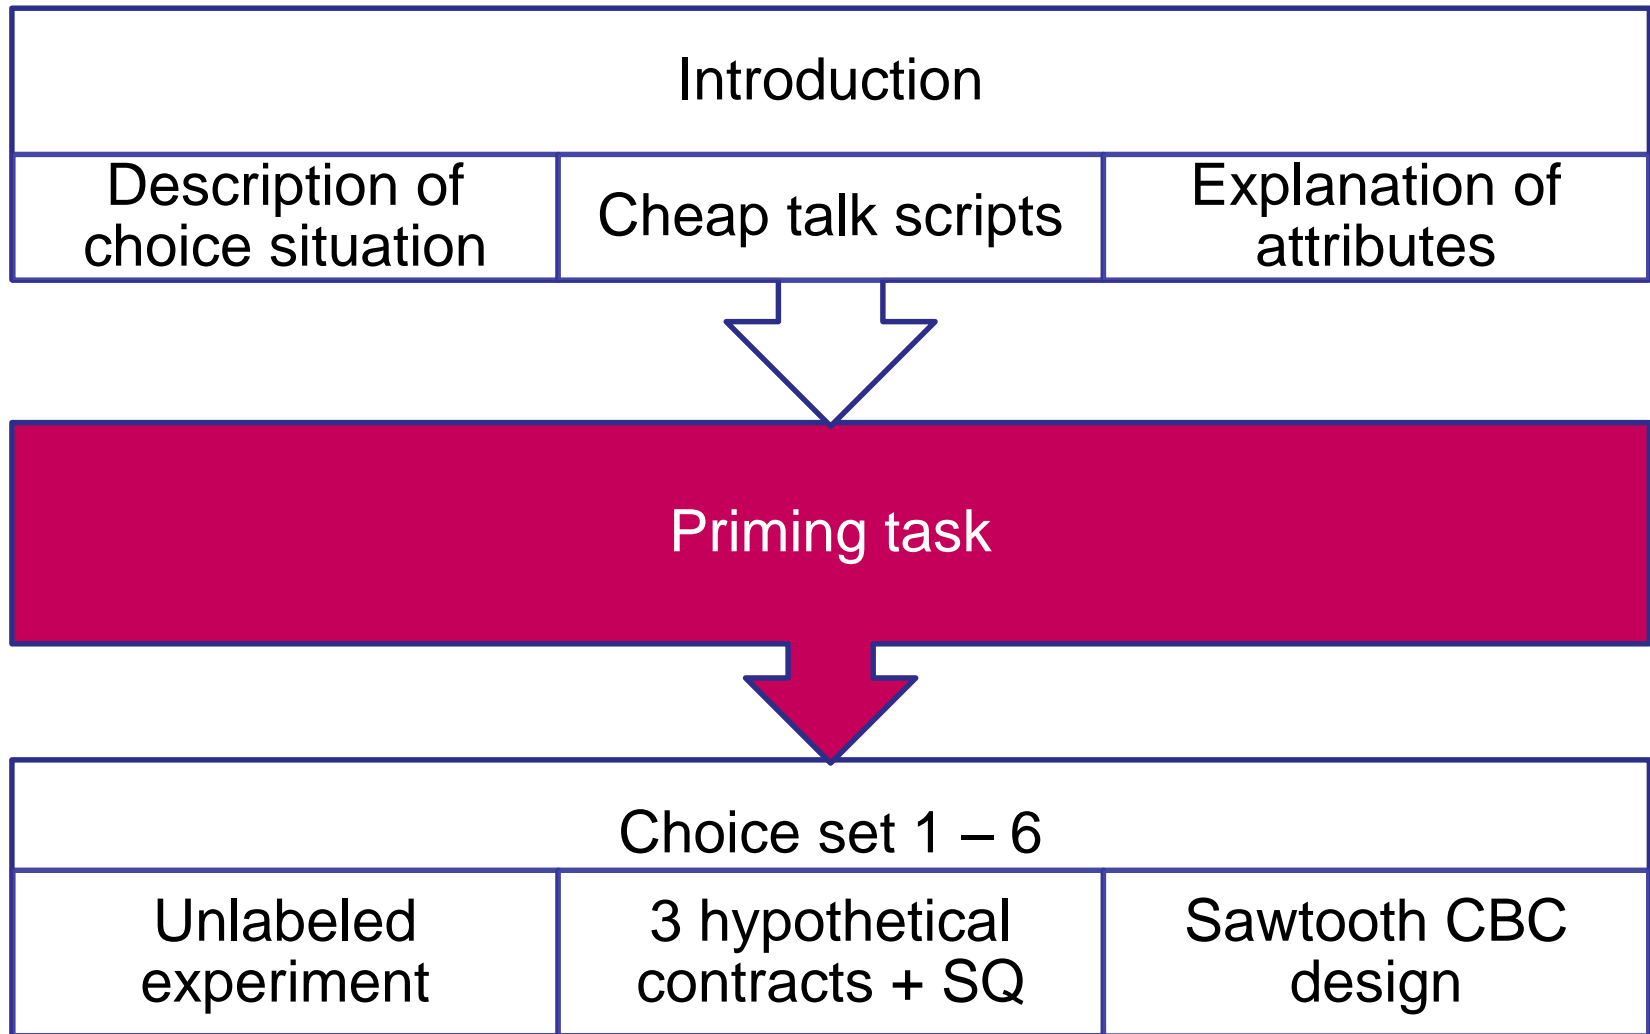 Introduction
Description of
choice situation
Cheap talk scripts
Explanation of
attributes
Priming task
Choice set 1 – 6
Unlabeled
experiment
3 hypothetical
contracts + SQ
Sawtooth CBC
design